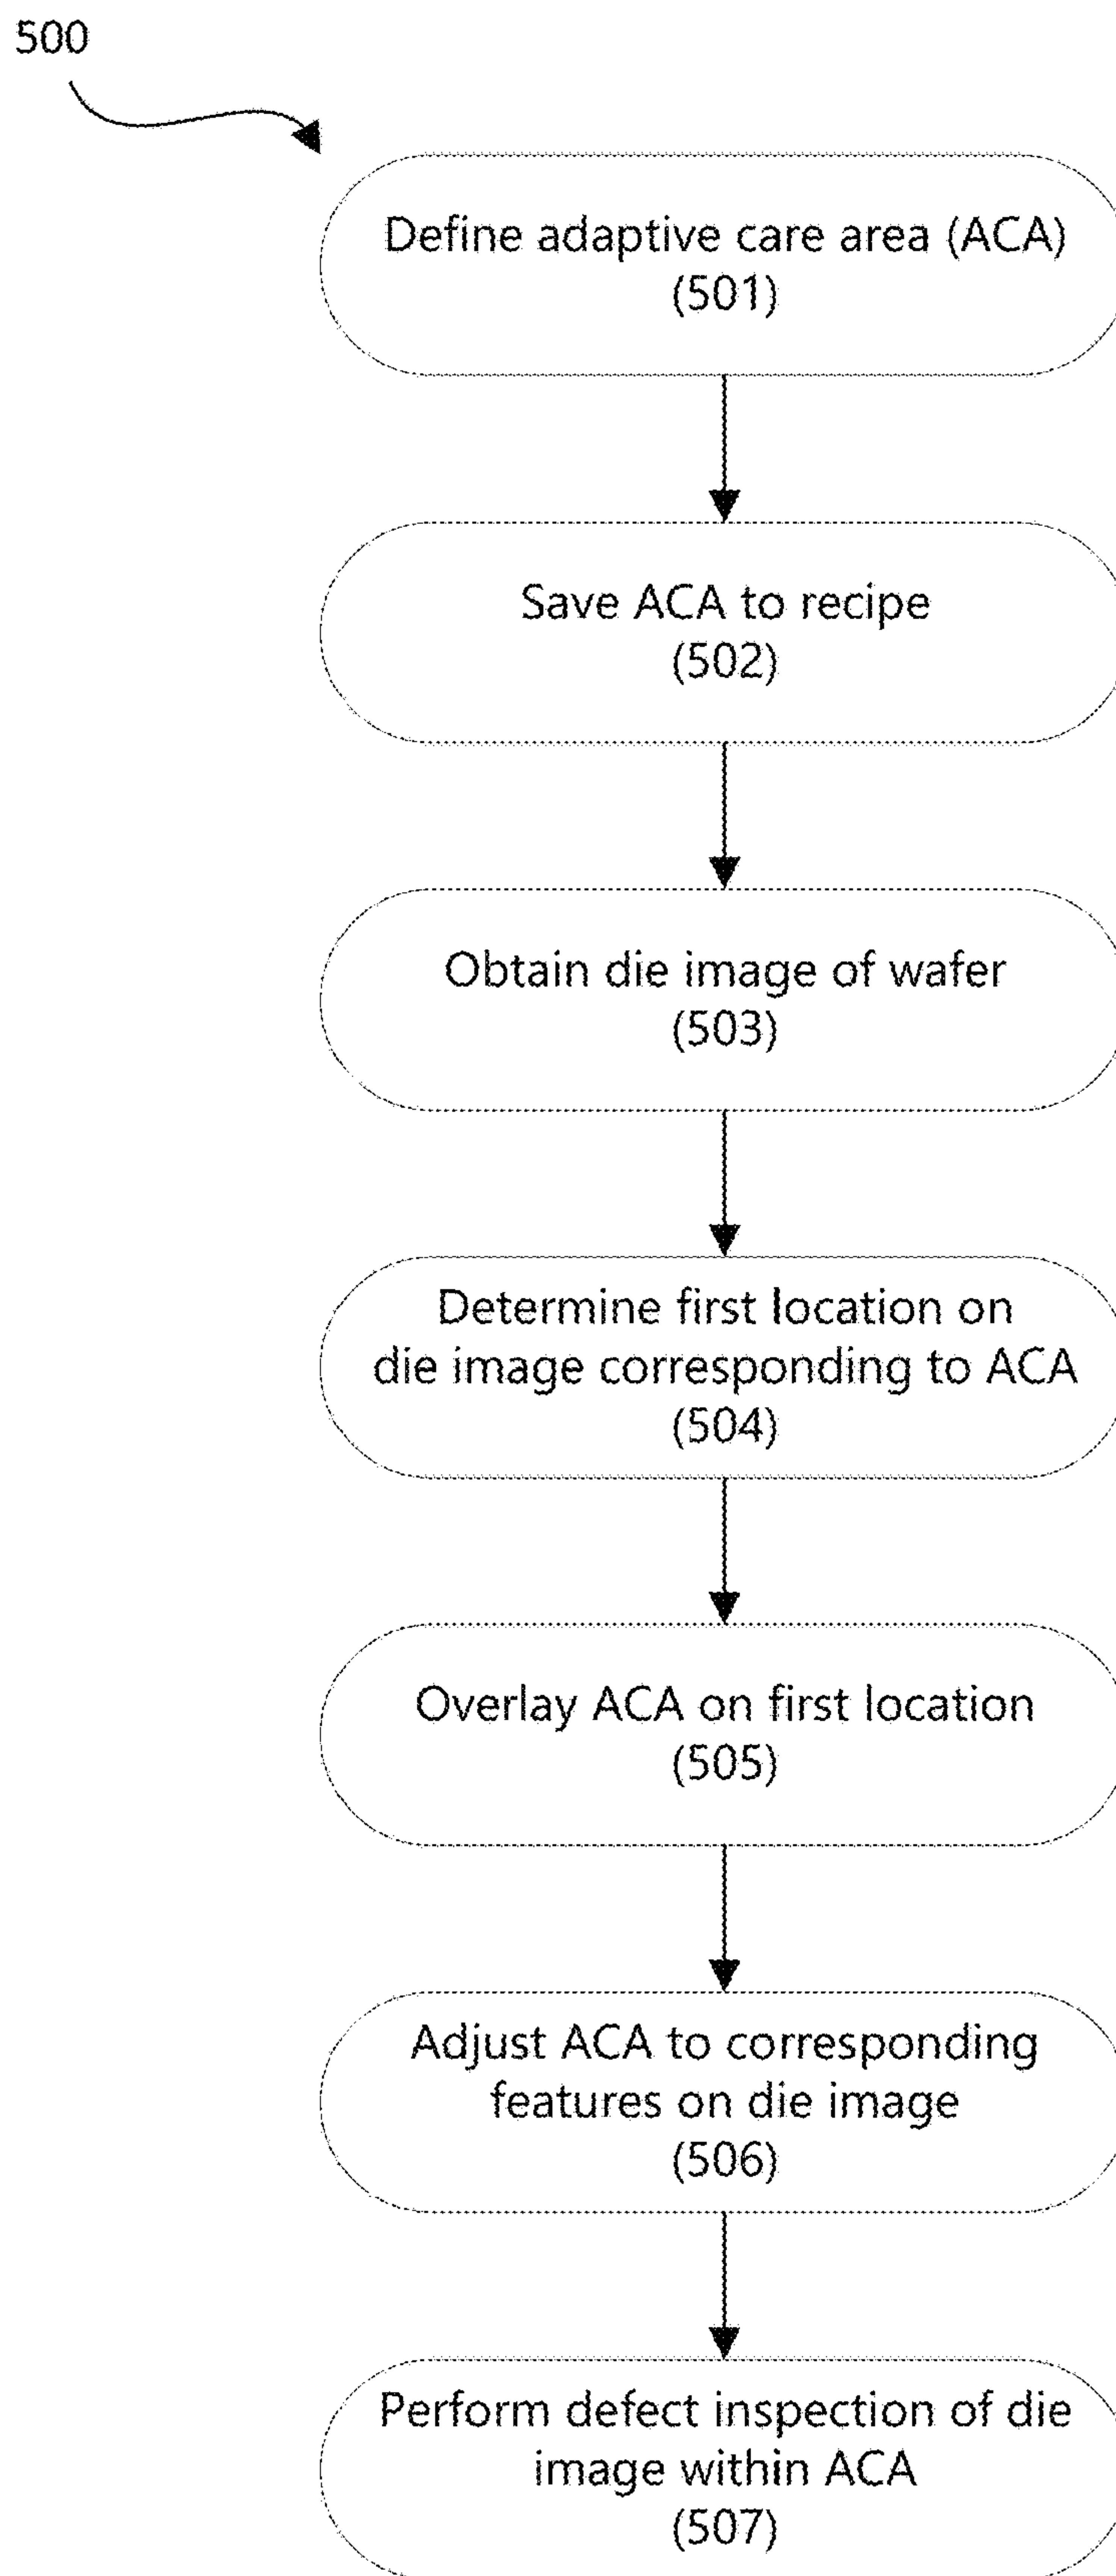 500
Define adaptive care area (ACA)
(501)
Save ACA to recipe
(502)
Obtain die image of wafer
(503)
Determine first location on
die image corresponding to ACA
(504)
Overlay ACA on first location
(505)
Adjust ACA to corresponding
features on die image
(506)
Perform defect inspection of die
image within ACA
(507)